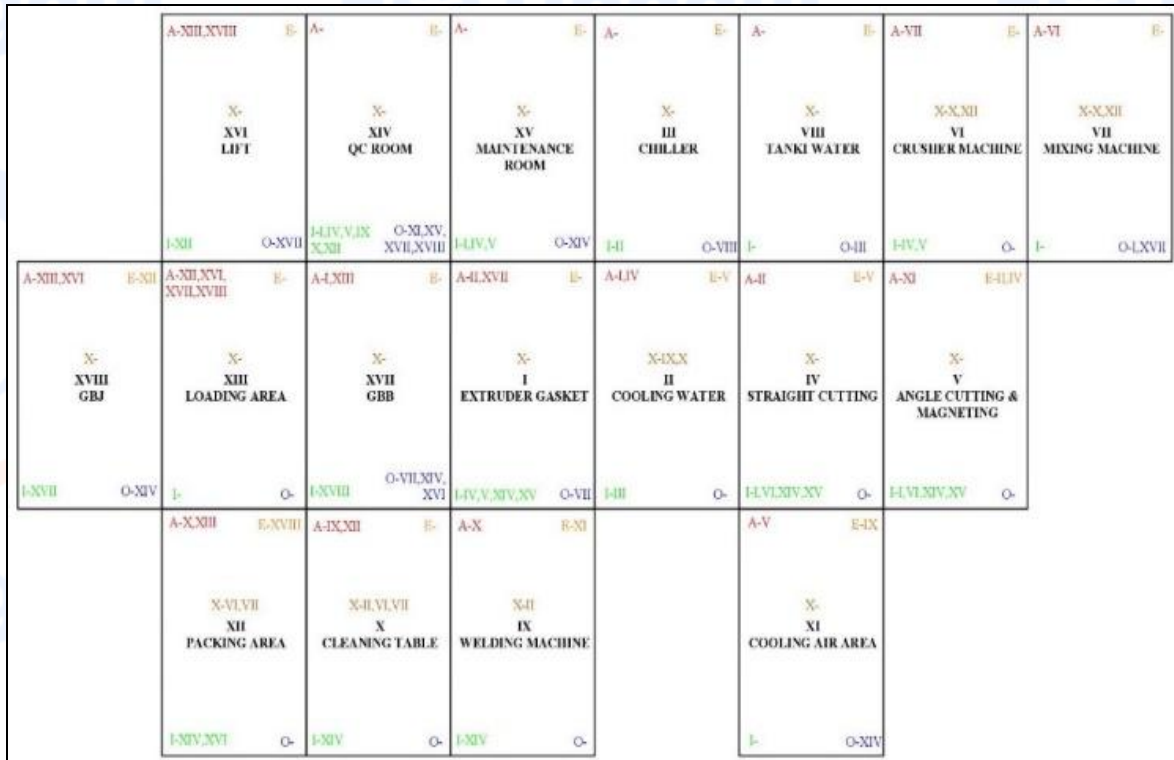 A-XIII,XVIII E-
X-
XVI
LIFT
I-XII O-XVII
A- E-
X-
XIV
QC ROOM
I-I,IV,V,IX O-XI,XV,
X,XII XVII,XVIII
A- E-
X-
XV
MAINTENANCE
ROOM
I-I,IV,V O-XIV
A- E-
X-
III
CHILLER
I-II O-VIII
A- E-
X-
VIII
TANKI WATER
I- O-III
A-VII E-
X-X,XII
VI
CRUSHER MACHINE
I-IV,V O-
A-VI E-
X-X,XII
VII
MIXING MACHINE
I- O-I,XVII
A-XIII,XVI E-XII
X-
XVIII
GBJ
I-XVII O-XIV
A-XII,XVI, E-
XVII,XVIII
X-
XIII
LOADING AREA
I- O-
A-I,XIII E-
X-
XVII
GBB
O-VII,XIV,
I-XVIII XVI
A-II,XVII E-
X-
I
EXTRUDER GASKET
I-IV,V,XIV,XV O-VII
A-I,IV E-V
X-IX,X
II
COOLING WATER
I-III O-
A-II E-V
X-
IV
STRAIGHT CUTTING
I-I,VI,XIV,XV O-
A-XI E-II,IV
X-
V
ANGLE CUTTING &
MAGNETING
I-I,VI,XIV,XV O-
A-X,XIII E-XVIII
X-VI,VII
XII
PACKING AREA
I-XIV,XVI O-
A-IX,XII E-
X-II,VI,VII
X
CLEANING TABLE
I-XIV O-
A-X E-XI
X-II
IX
WELDING MACHINE
I-XIV O-
A-V E-IX
X-
XI
COOLING AIR AREA
I- O-XIV